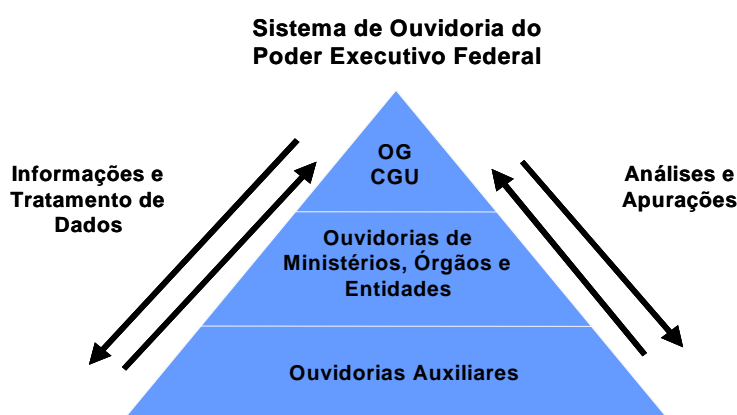 Sistema de Ouvidoria do
Poder Executivo Federal
OG
CGU
Informações e
Tratamento de
Dados
Análises e
Apurações
Ouvidorias de
Ministérios, Órgãos e
Entidades
Ouvidorias Auxiliares